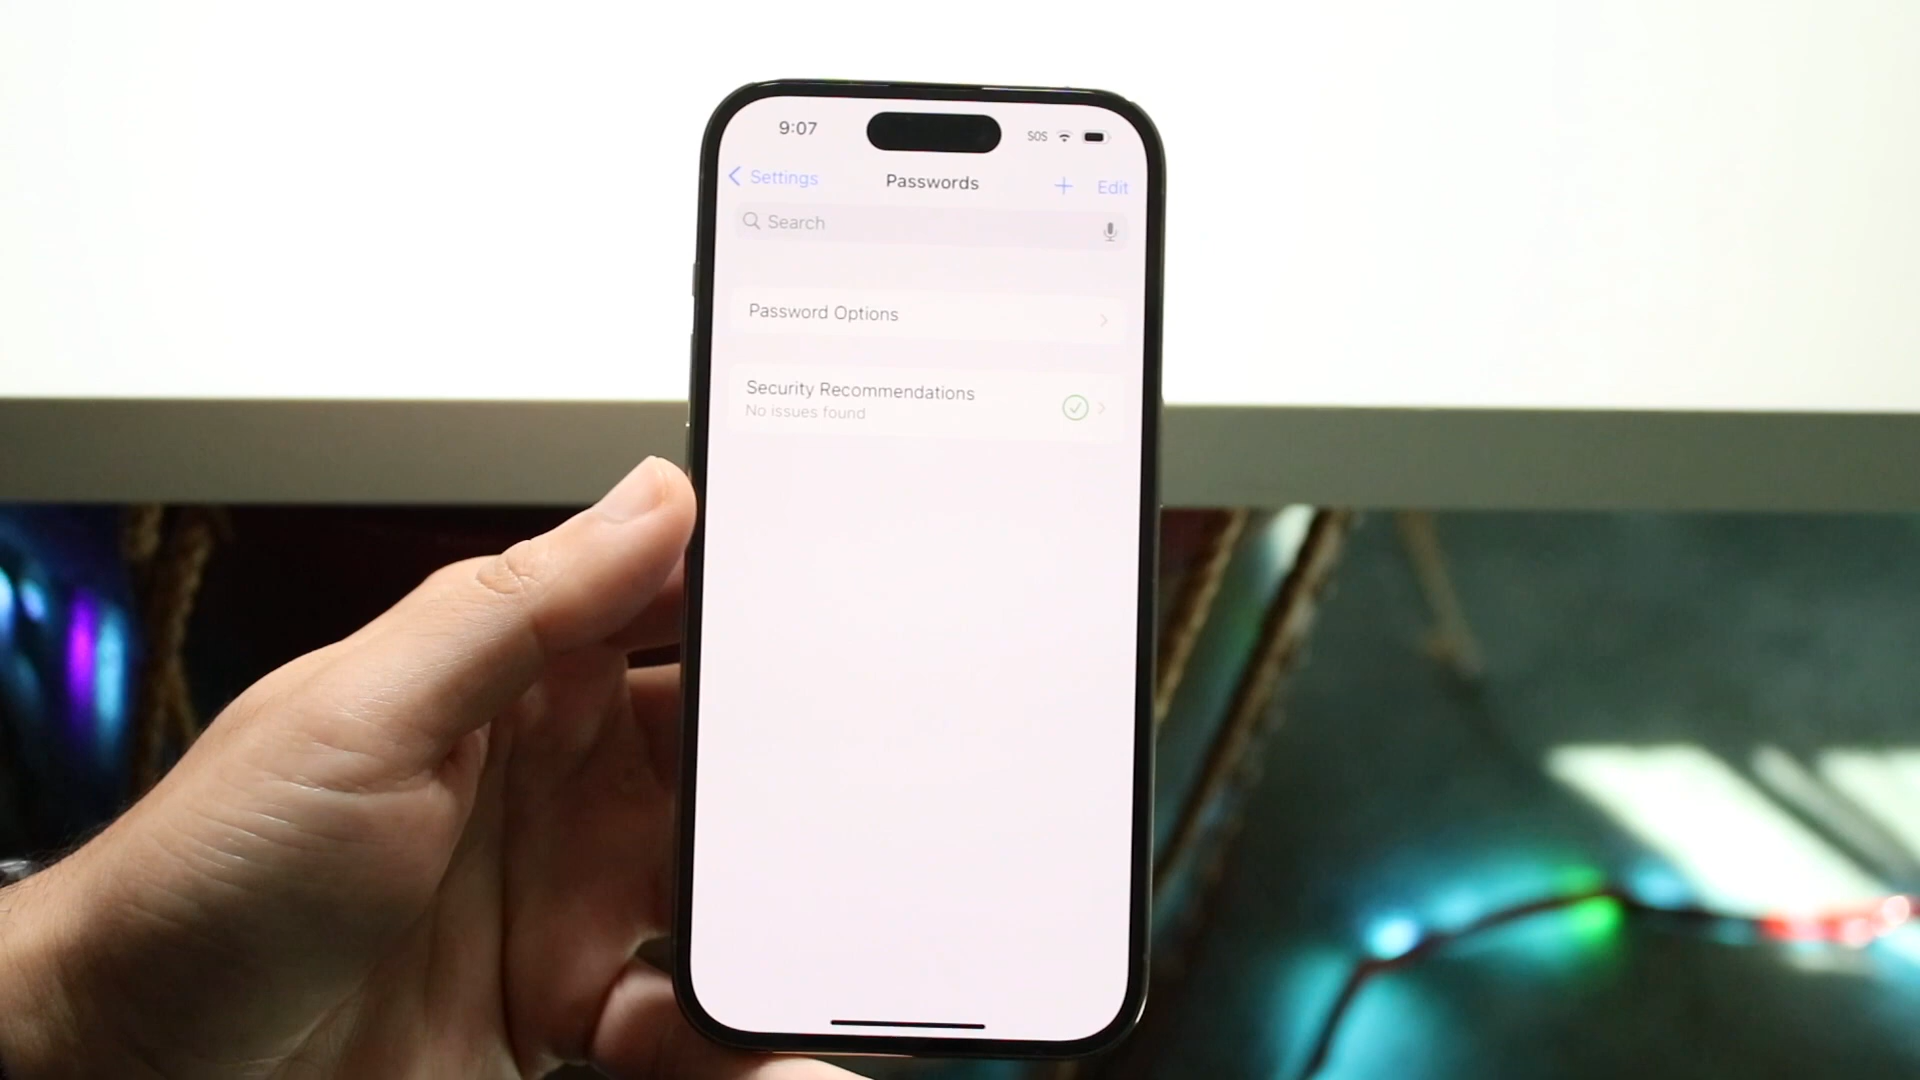 9:07
SOS
Settings
Passwords
Edit
Search
Password Options
Security Recommendations
No issues found